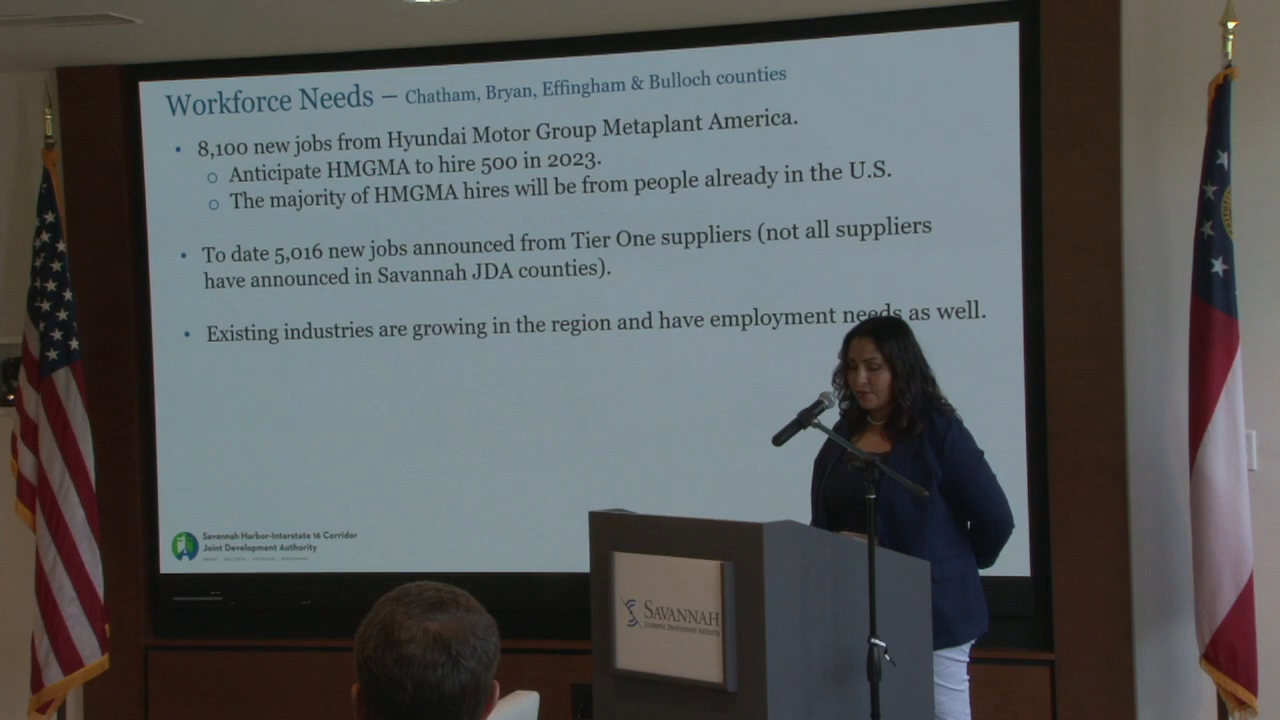 Workforce Needs – Chatham, Bryan, Effingham & Bulloch counties
• 8,100 new jobs from Hyundai Motor Group Metaplant America.
o Anticipate HMGMA to hire 500 in 2023.
o The majority of HMGMA hires will be from people already in the U.S.
• To date 5,016 new jobs announced from Tier One suppliers (not all suppliers
have announced in Savannah JDA counties).
• Existing industries are growing in the region and have employment needs as well.
Savannah Harbor-Interstate 16 Corridor
Joint Development Authority
SAVANNAH
Economic Development Authority